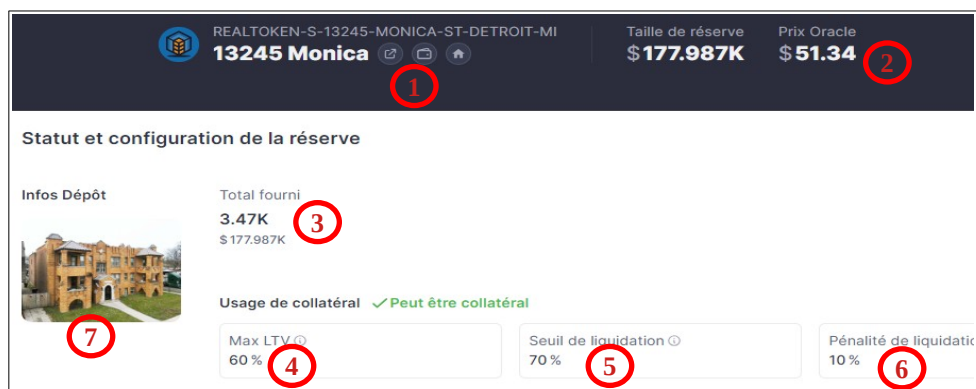 REALTOKEN-S-13245-MONICA-ST-DETROIT-MI
13245 Monica
Taille de réserve
$177.987K
Prix Oracle
$51.34
1
2
Statut et configuration de la réserve
Infos Dépôt
Total fourni
3.47K
$177.987K
3
Usage de collatéral ✓ Peut être collatéral
7
Max LTV
60 %
4
Seuil de liquidation
70 %
5
Pénalité de liquidatio
10 %
6